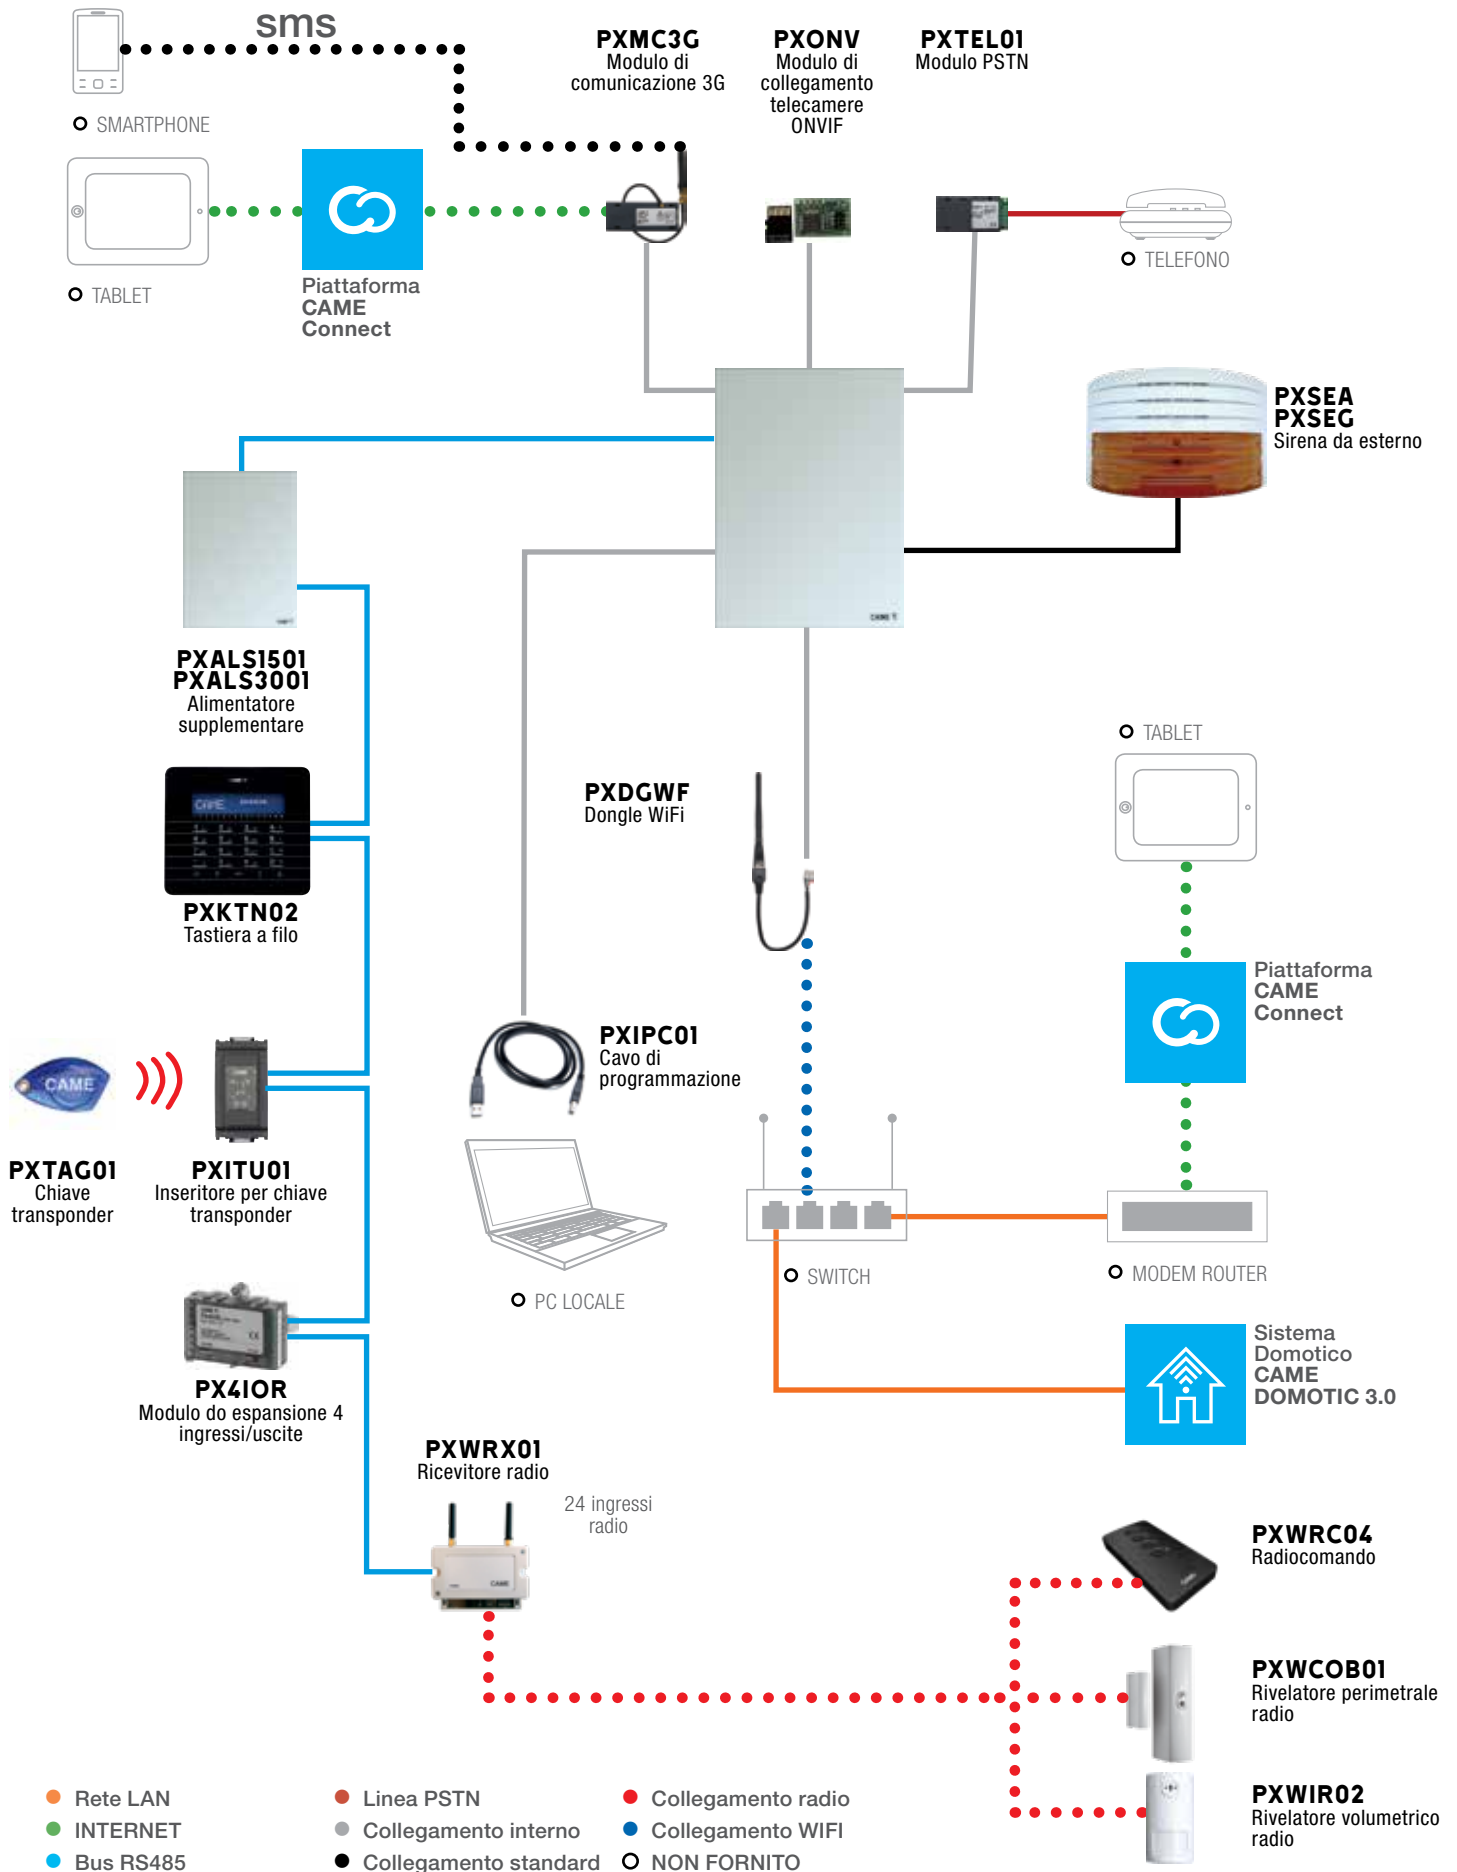 sms
SMARTPHONE
PXMC3G
Modulo di
comunicazione 3G
PXONV
Modulo di
collegamento
telecamere
ONVIF
PXTEL01
Modulo PSTN
TELEFONO
TABLET
Piattaforma
CAME
Connect
PXSEA
PXSEG
Sirena da esterno
CAME
PXALS1501
PXALS3001
Alimentatore
supplementare
CAME
PXKTN02
Tastiera a filo
PXDGWF
Dongle WiFi
TABLET
Piattaforma
CAME
Connect
PXIPC01
Cavo di
programmazione
CAME
PXTAG01
Chiave
transponder
PXITU01
Inseritore per chiave
transponder
PC LOCALE
SWITCH
MODEM ROUTER
Sistema
Domotico
CAME
DOMOTIC 3.0
PX4IOR
Modulo do espansione 4
ingressi/uscite
PXWRX01
Ricevitore radio
24 ingressi
radio
CAME
PXWRC04
Radiocomando
PXWCOB01
Rivelatore perimetrale
radio
PXWIR02
Rivelatore volumetrico
radio
Rete LAN
INTERNET
Bus RS485
Linea PSTN
Collegamento interno
Collegamento standard
Collegamento radio
Collegamento WIFI
NON FORNITO